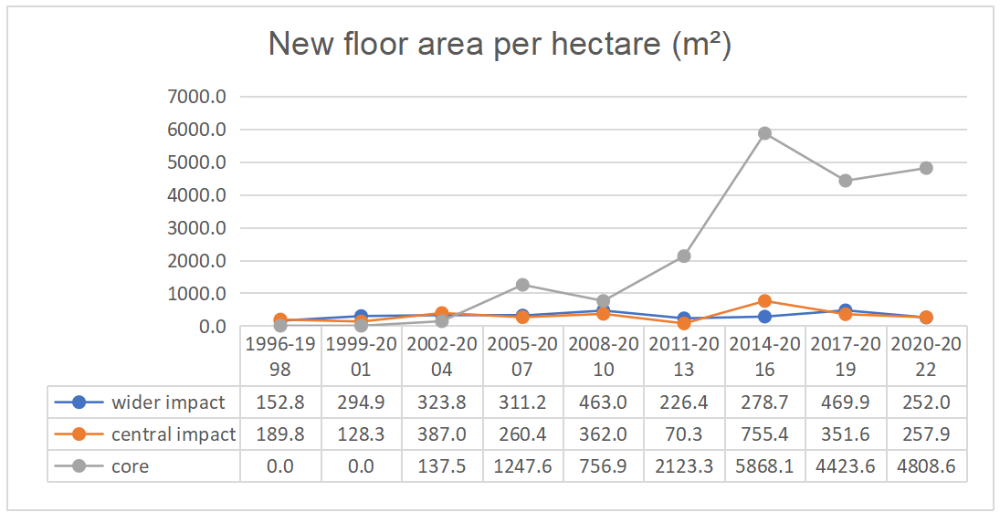 New floor area per hectare (m²)
7000.0
6000.0
5000.0
4000.0
3000.0
2000.0
1000.0
0.0
1996-19 1999-20 2002-20 2005-20 2008-20 2011-20 2014-20 2017-20 2020-20
98 01 04 07 10 13 16 19 22
wider impact 152.8 294.9 323.8 311.2 463.0 226.4 278.7 469.9 252.0
central impact 189.8 128.3 387.0 260.4 362.0 70.3 755.4 351.6 257.9
core 0.0 0.0 137.5 1247.6 756.9 2123.3 5868.1 4423.6 4808.6